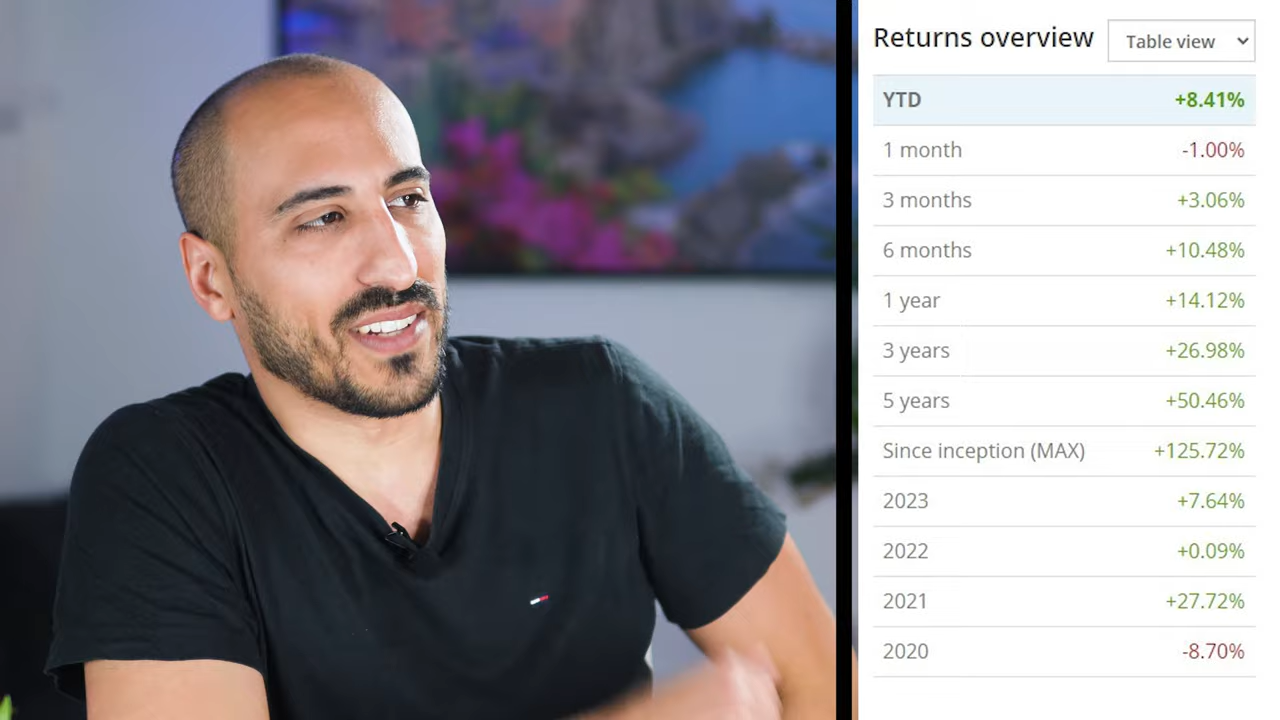 Returns overview Table view
YTD +8.41%
1 month -1.00%
3 months +3.06%
6 months +10.48%
1 year +14.12%
3 years +26.98%
5 years +50.46%
Since inception (MAX) +125.72%
2023 +7.64%
2022 +0.09%
2021 +27.72%
2020 -8.70%